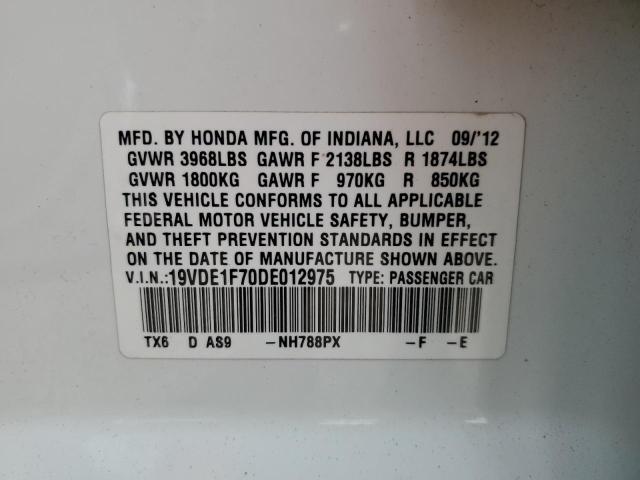 MFD. BY HONDA MFG. OF INDIANA, LLC 09/'12
GVWR 3968LBS GAWR F 2138LBS R 1874LBS
GVWR 1800KG GAWR F 970KG R 850KG
THIS VEHICLE CONFORMS TO ALL APPLICABLE
FEDERAL MOTOR VEHICLE SAFETY, BUMPER,
AND THEFT PREVENTION STANDARDS IN EFFECT
ON THE DATE OF MANUFACTURE SHOWN ABOVE.
V.I.N.:19VDE1F70DE012975 TYPE: PASSENGER CAR
TX6 D AS9 -NH788PX -F -E